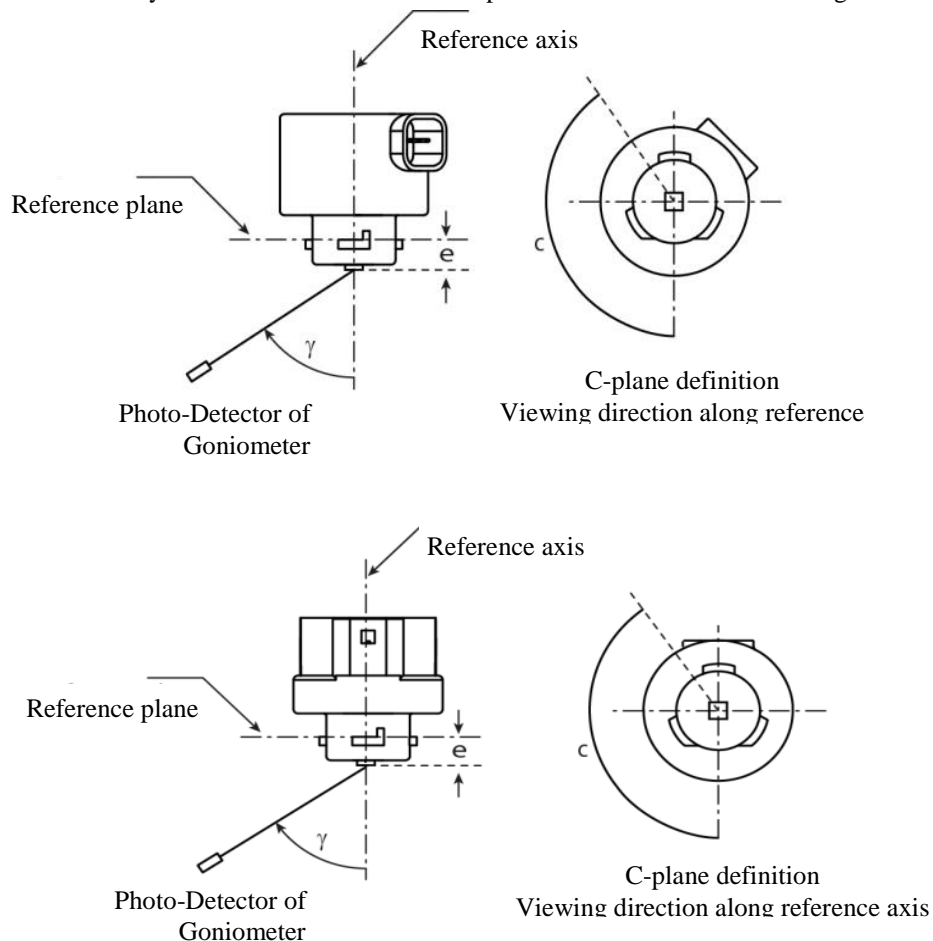 Reference axis
Reference plane
e
c
γ
C-plane definition
Viewing direction along reference
Photo-Detector of
Goniometer
Reference axis
Reference plane
e
c
γ
C-plane definition
Viewing direction along reference axis
Photo-Detector of
Goniometer